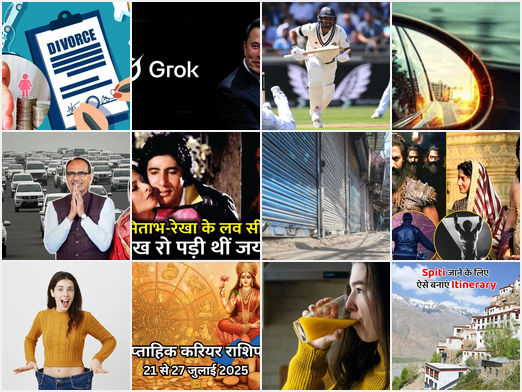 DIVORCE
Grok
मिताभ-रेखा के लव सी
ख रो पड़ी थीं जय
प्ताहिक करियर राशिफ
21 से 27 जुलाई 2025
Spiti जाने के लिए
ऐसे बनाएं Itinerary